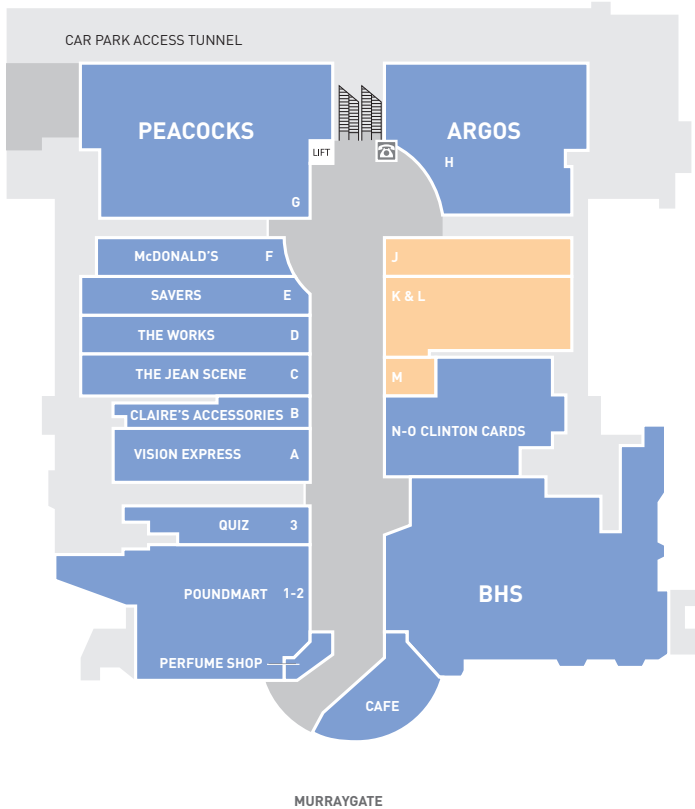 CAR PARK ACCESS TUNNEL
PEACOCKS
ARGOS
LIFT
H
G
McDONALD'S F
J
SAVERS E
K & L
THE WORKS D
THE JEAN SCENE C
M
CLAIRE'S ACCESSORIES B
N-O CLINTON CARDS
VISION EXPRESS A
QUIZ 3
POUNDMART 1-2
BHS
PERFUME SHOP
CAFE
MURRAYGATE